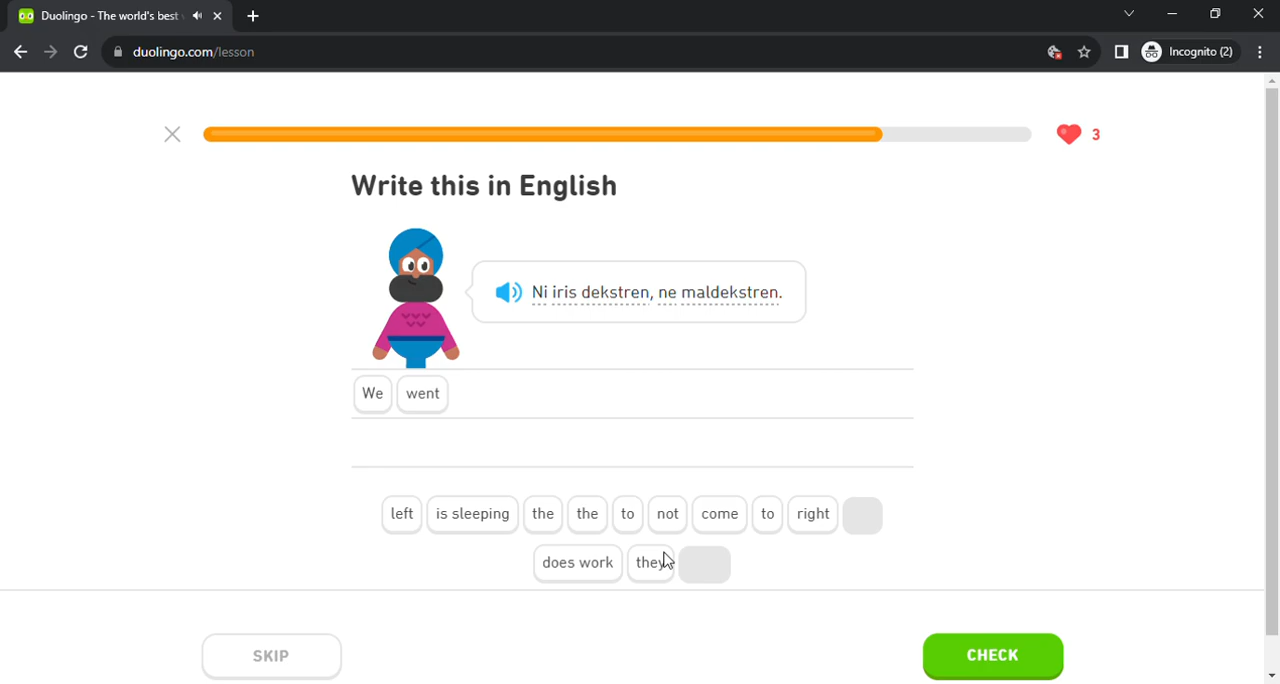 Duolingo - The world's best
duolingo.com/lesson
Incognito (2)
3
Write this in English
Ni iris dekstren, ne maldekstren.
We went
left is sleeping the the to not come to right
does work they
SKIP
CHECK